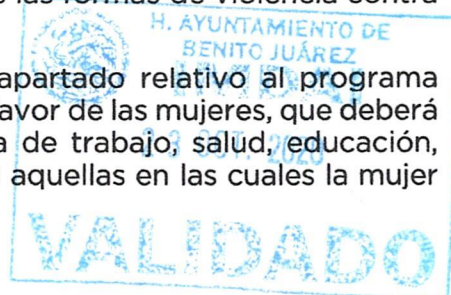 s las formas de violencia contra
H. AYUNTAMIENTO DE
BENITO JUÁREZ
apartado relativo al programa
avor de las mujeres, que deberá
a de trabajo, salud, educación,
aquellas en las cuales la mujer
VALIDADO